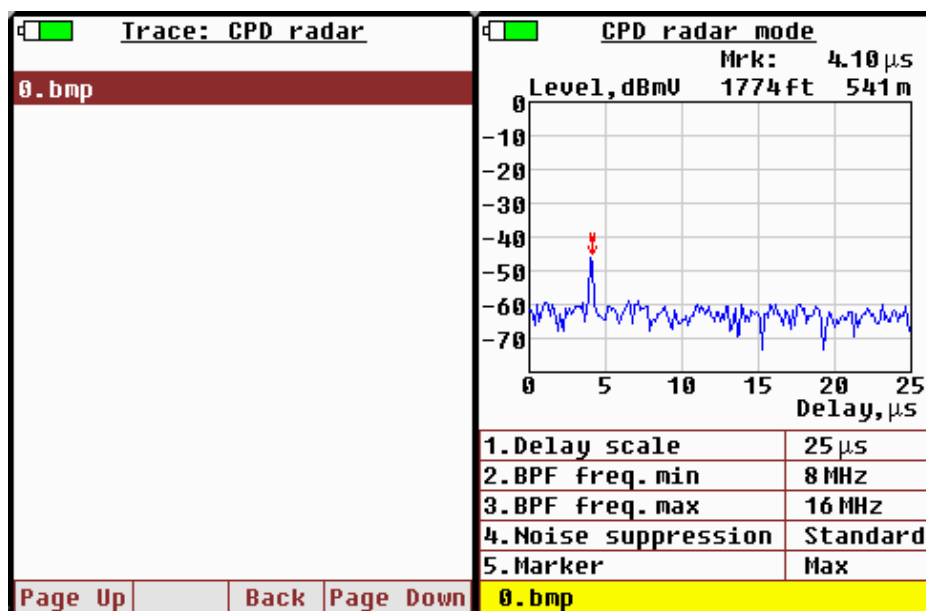 Trace: CPD radar
0.bmp
Page Up Back Page Down
CPD radar mode
Mrk: 4.10 μs
Level,dBmV 1774ft 541m
0
-10
-20
-30
-40
-50
-60
-70
M
0 5 10 15 20 25
Delay,μs
1.Delay scale 25μs
2.BPF freq.min 8MHz
3.BPF freq.max 16MHz
4.Noise suppression Standard
5.Marker Max
0.bmp